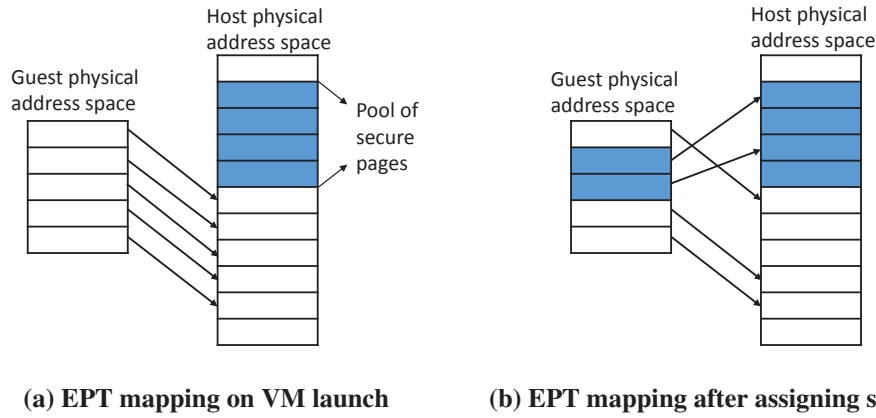 Host physical
address space
Guest physical
address space
Pool of
secure
pages
(a) EPT mapping on VM launch
Host physical
address space
Guest physical
address space
(b) EPT mapping after assigning s